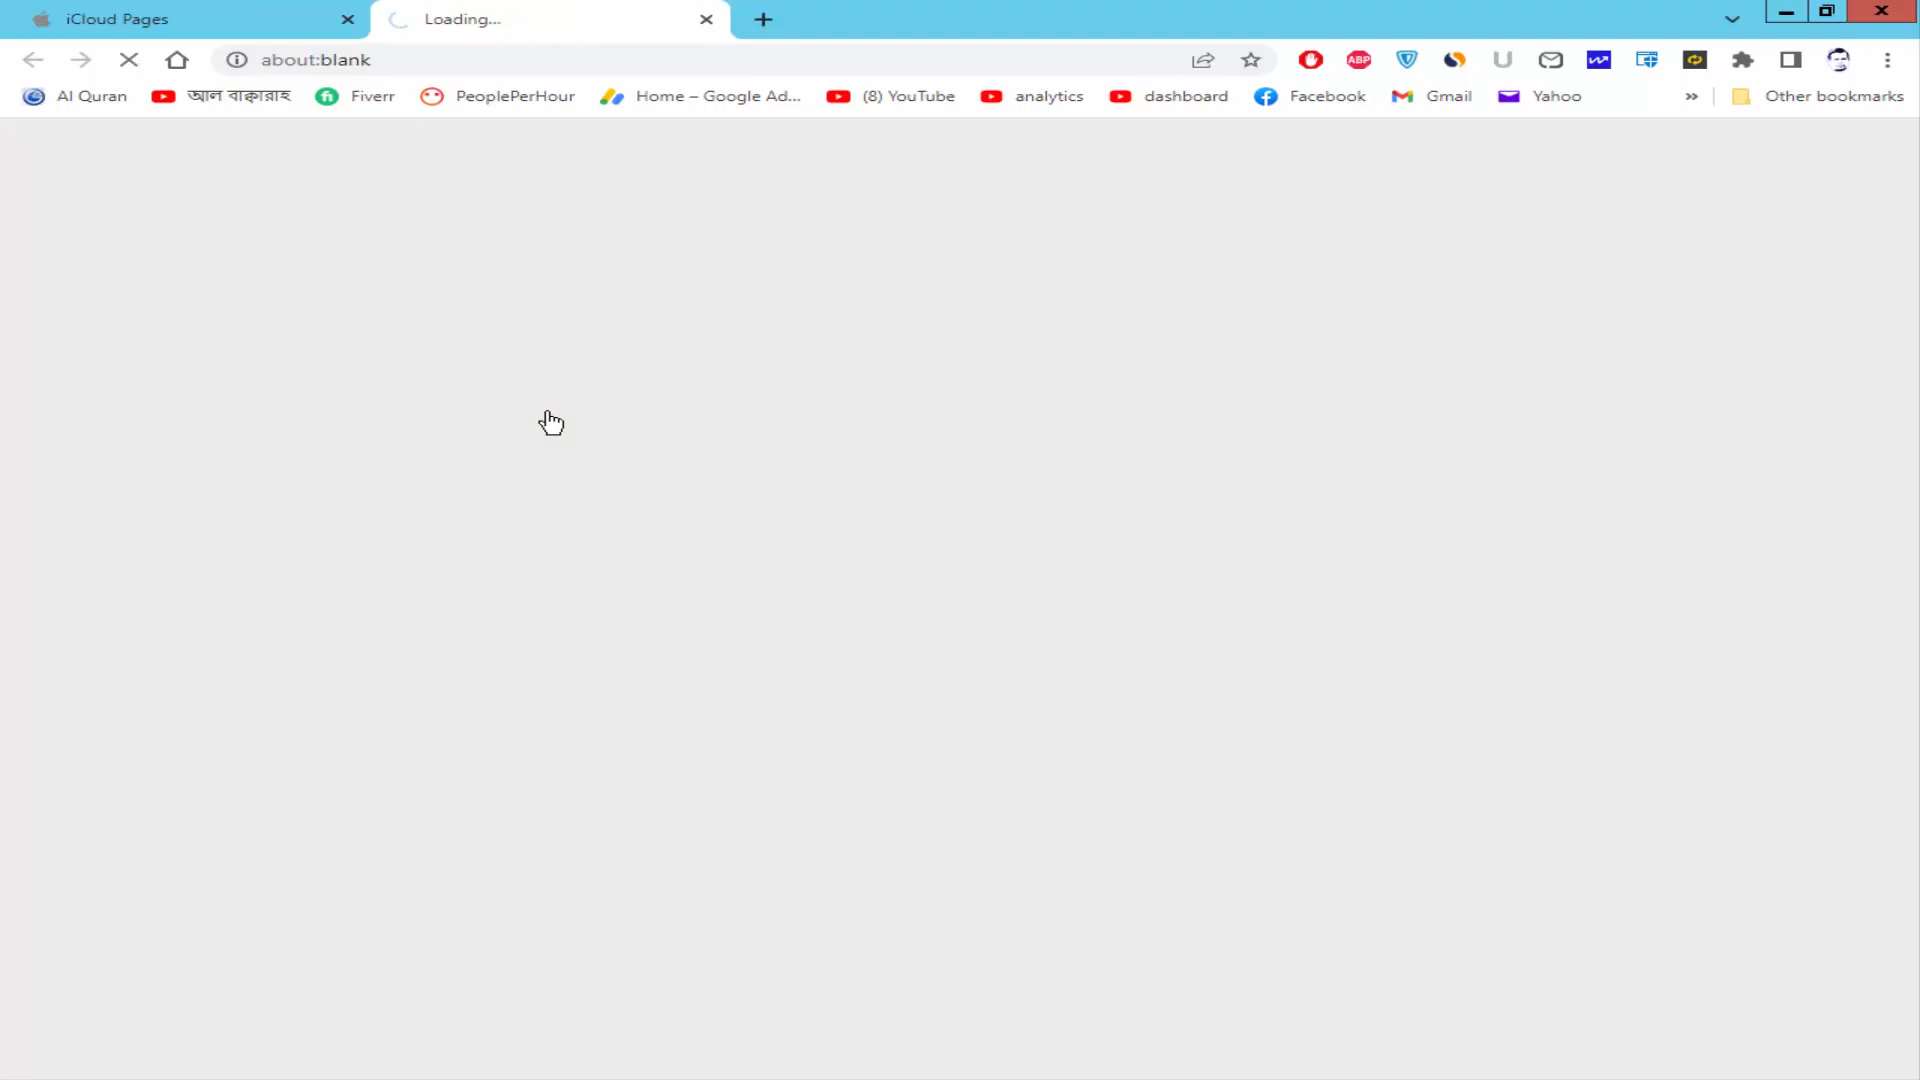 iCloud Pages
Loading...
about:blank
ABP
Al Quran
আল বাক্বারাহ
Fiverr
PeoplePerHour
Home – Google Ad...
(8) YouTube
analytics
dashboard
Facebook
Gmail
Yahoo
»
Other bookmarks